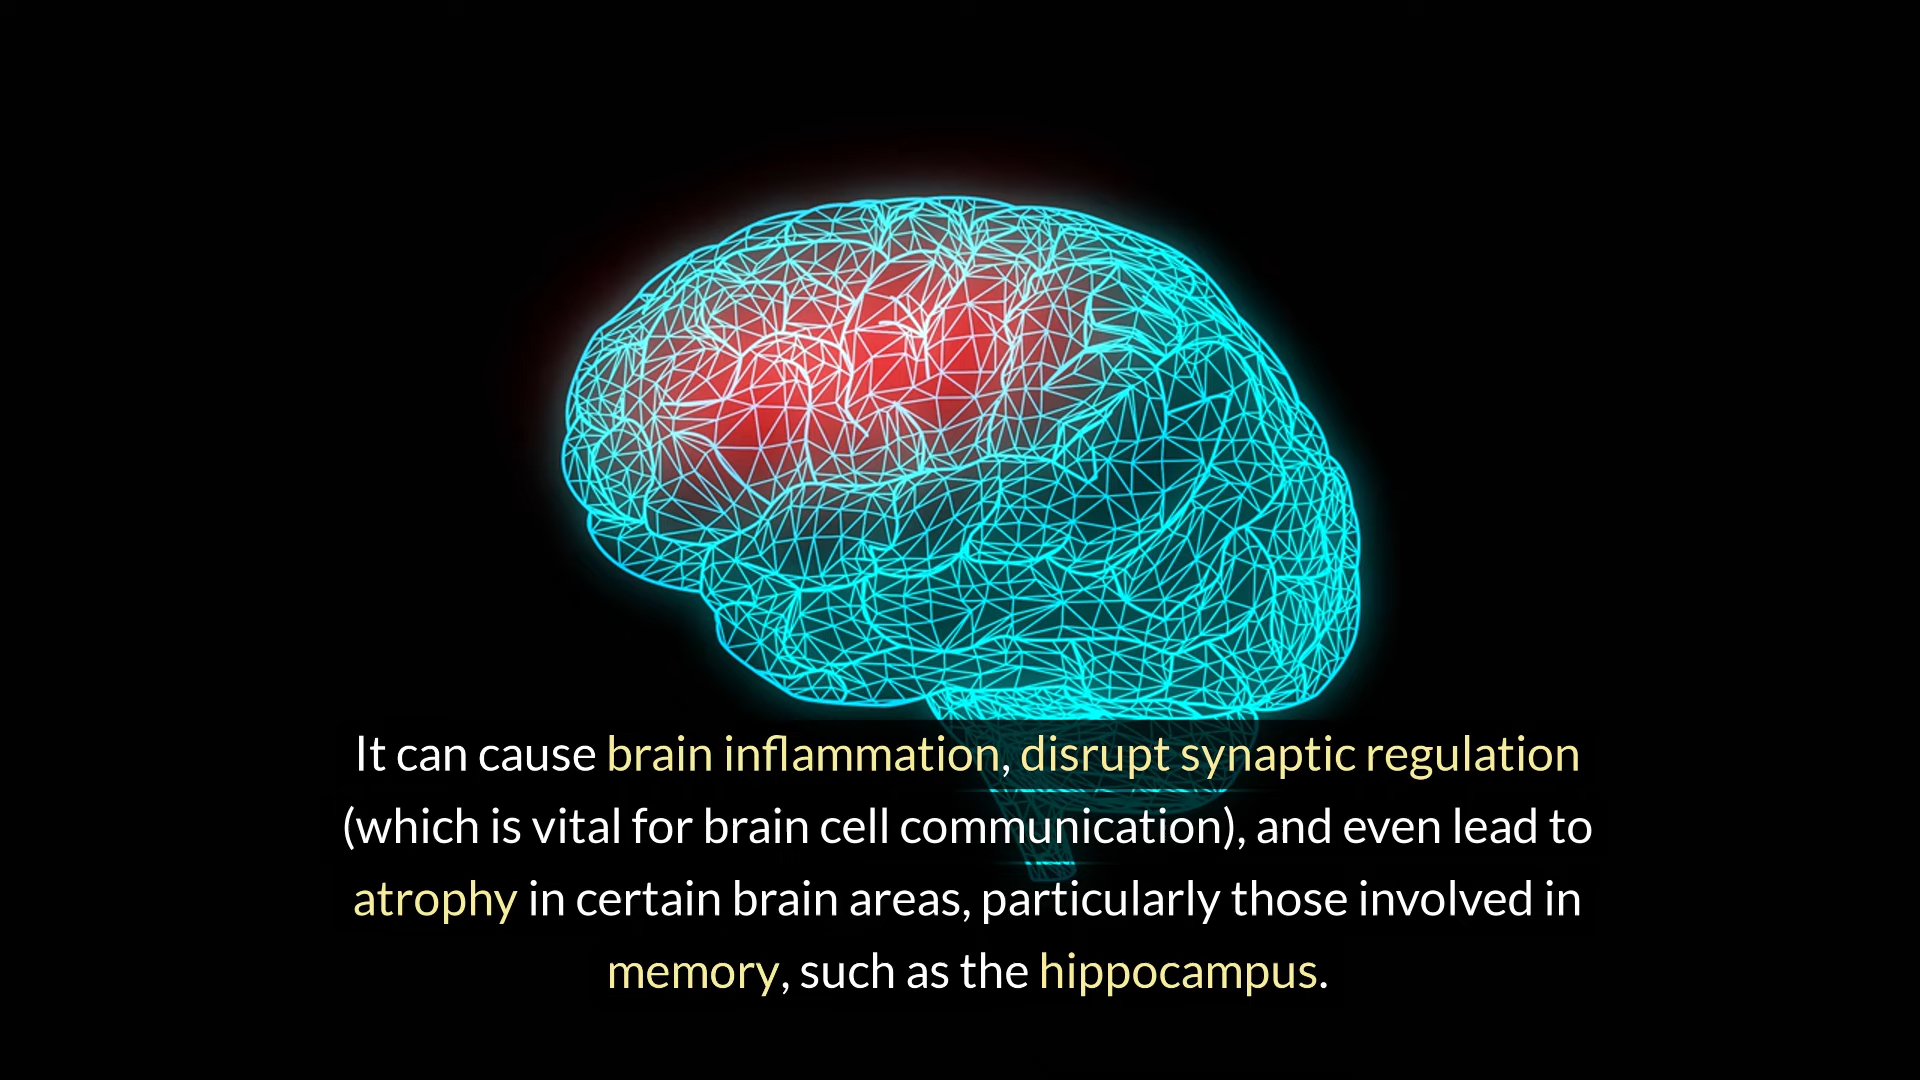 It can cause brain inflammation, disrupt synaptic regulation
(which is vital for brain cell communication), and even lead to
atrophy in certain brain areas, particularly those involved in
memory, such as the hippocampus.